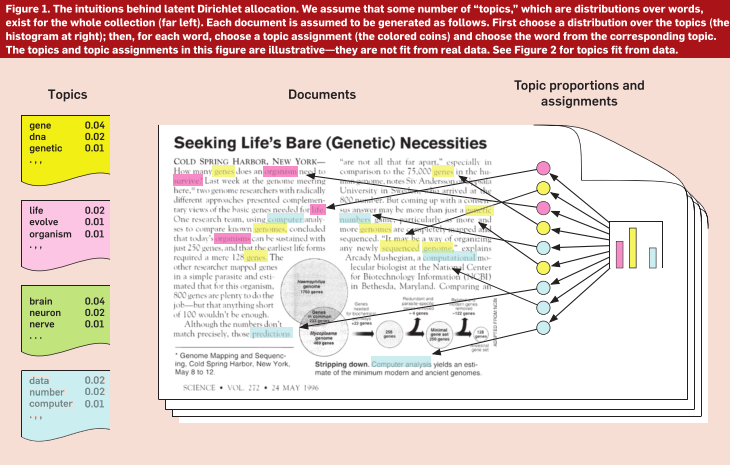 Figure 1. The intuitions behind latent Dirichlet allocation. We assume that some number of “topics,” which are distributions over words,
exist for the whole collection (far left). Each document is assumed to be generated as follows. First choose a distribution over the topics (the
histogram at right); then, for each word, choose a topic assignment (the colored coins) and choose the word from the corresponding topic.
The topics and topic assignments in this figure are illustrative—they are not fit from real data. See Figure 2 for topics fit from data.
Topics
Documents
Topic proportions and
assignments
gene 0.04
dna 0.02
genetic 0.01
. , ,
life 0.02
evolve 0.01
organism 0.01
. , ,
brain 0.04
neuron 0.02
nerve 0.01
. , ,
data 0.02
number 0.02
computer 0.01
. , ,
Seeking Life's Bare (Genetic) Necessities
COLD SPRING HARBOR, NEW YORK—
How many genes does an organism need to
survive? Last week at the genome meeting
here,* two genome researchers with radically
different approaches presented complemen-
tary views of the basic genes needed for life.
One research team, using computer analy-
ses to compare known genomes, concluded
that today's organisms can be sustained with
just 250 genes, and that the earliest life forms
required a mere 128 genes. The
other researcher mapped genes
in a simple parasite and esti-
mated that for this organism,
800 genes are plenty to do the
job—but that anything short
of 100 wouldn't be enough.
Although the numbers don't
match precisely, those predictions
* Genome Mapping and Sequenc-
ing, Cold Spring Harbor, New York,
May 8 to 12.
“are not all that far apart,” especially in
comparison to the 75,000 genes in the hu-
man genome, notes Siv Andersson of
University in Sweden, who arrived at the
800 number. But coming up with a consen-
sus answer may be more than just a genetic
numbers game, particularly as more and
more genomes are completely mapped and
sequenced. “It may be a way of organizing
any newly sequenced genome,” explains
Arcady Mushegian, a computational mo-
lecular biologist at the National Center
for Biotechnology Information (NCBI)
in Bethesda, Maryland. Comparing an
Haemophilus
genome
1703 genes
Genes
in common
233 genes
Mycoplasma
genome
469 genes
Genes
needed
for biochemical
pathways
+22 genes
Redundant and
parasite-specific
genes removed
– 4 genes
256
genes
Minimal
gene set
250 genes
removed
–122 genes
128
genes
gene set
ADAPTED FROM NCBI
Stripping down. Computer analysis yields an esti-
mate of the minimum modern and ancient genomes.
SCIENCE • VOL. 272 • 24 MAY 1996